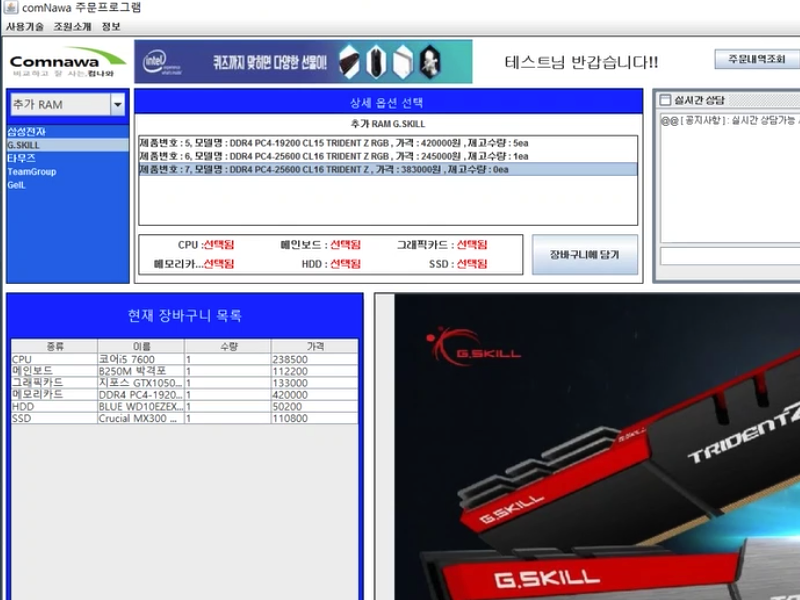 comNawa 주문프로그램
사용기술 조원소개 정보
Comnawa
비교하고 잘 사는, 컴나와
intel
퀴즈까지 맞히면 다양한 선물이!
테스트님 반갑습니다!!
주문내역조회
추가 RAM
상세 옵션 선택
실시간 상담
삼성전자
G.SKILL
타무즈
TeamGroup
GeIL
추가 RAM G.SKILL
제품번호 : 5, 모델명 : DDR4 PC4-19200 CL15 TRIDENT Z RGB , 가격 : 420000원 , 재고수량 : 5ea
제품번호 : 6, 모델명 : DDR4 PC4-25600 CL16 TRIDENT Z RGB , 가격 : 245000원 , 재고수량 : 1ea
제품번호 : 7, 모델명 : DDR4 PC4-25600 CL16 TRIDENT Z , 가격 : 383000원 , 재고수량 : 0ea
@@ [ 공지사항 ] : 실시간 상담가능
CPU :선택됨 메인보드 : 선택됨 그래픽카드 : 선택됨
메모리카...선택됨 HDD : 선택됨 SSD : 선택됨
장바구니에 담기
현재 장바구니 목록
종류 이름 수량 가격
CPU 코어i5 7600 1 238500
메인보드 B250M 박격포 1 112200
그래픽카드 지포스 GTX1050... 1 133000
메모리카드 DDR4 PC4-1920... 1 420000
HDD BLUE WD10EZEX... 1 50200
SSD Crucial MX300 ... 1 110800
G.SKILL
G.SKILL
TRIDENTZ
G.SKILL
G.SKILL